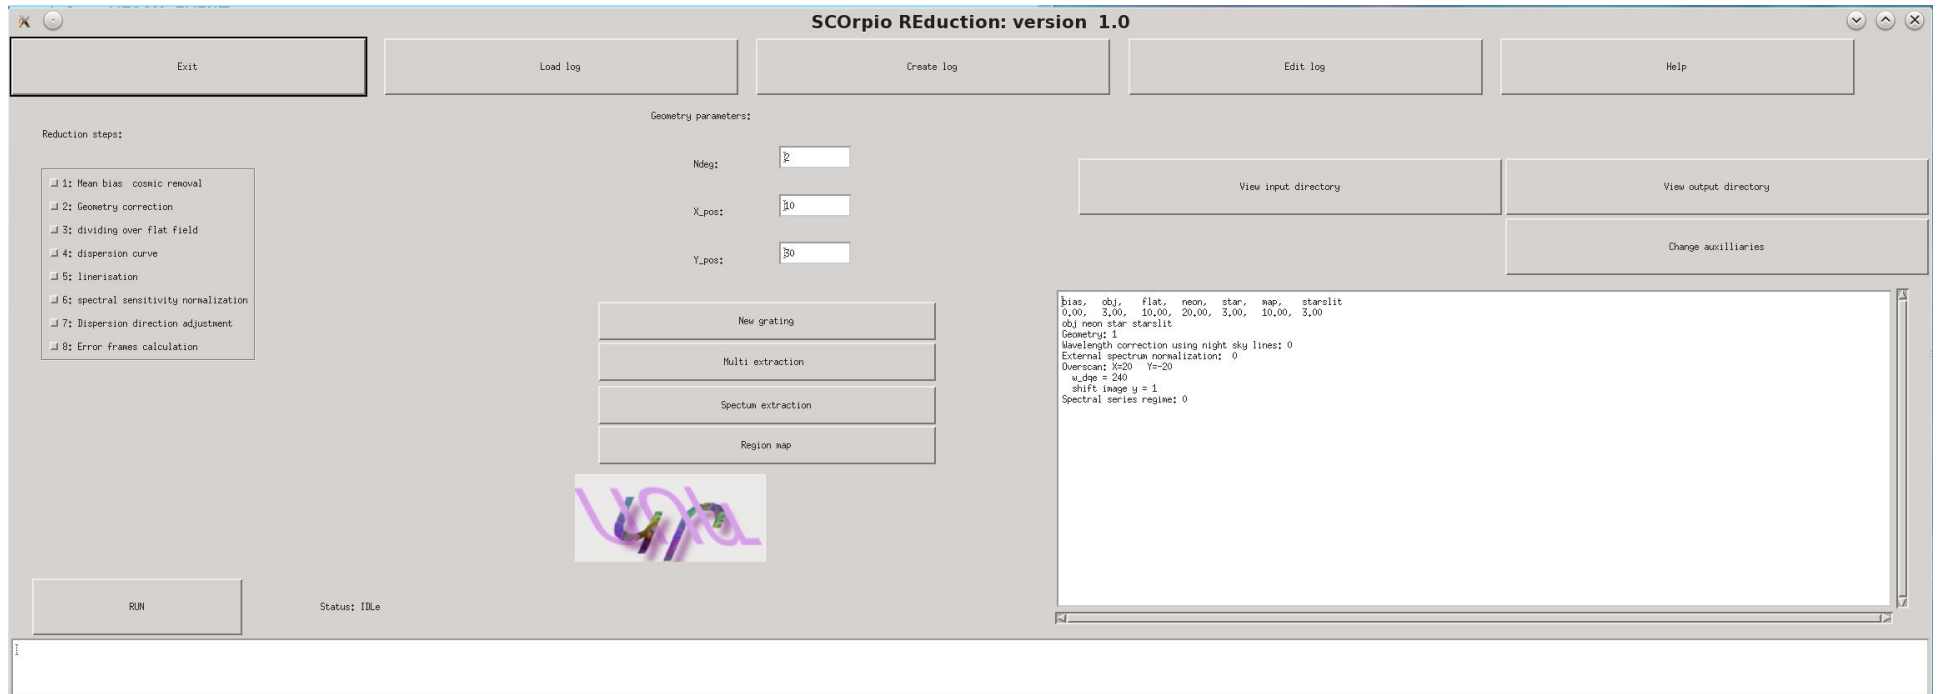 SCOrpio REduction: version 1.0
Exit
Load log
Create log
Edit log
Help
Reduction steps:
1: Mean bias cosmic removal
2: Geometry correction
3: dividing over flat field
4: dispersion curve
5: linerisation
6: spectral sensitivity normalization
7: Dispersion direction adjustment
8: Error frames calculation
Geometry parameters:
Ndeg: 2
X_pos: 10
Y_pos: 30
New grating
Multi extraction
Spectum extraction
Region map
View input directory
View output directory
Change auxilliaries
bias, obj, flat, neon, star, map, starslit
0.00, 3.00, 10.00, 20.00, 3.00, 10.00, 3.00
obj neon star starslit
Geometry: 1
Wavelength correction using night sky lines: 0
External spectrum normalization: 0
Overscan: X=20 Y=-20
w_dqe = 240
shift image y = 1
Spectral series regime: 0
RUN
Status: IDLe